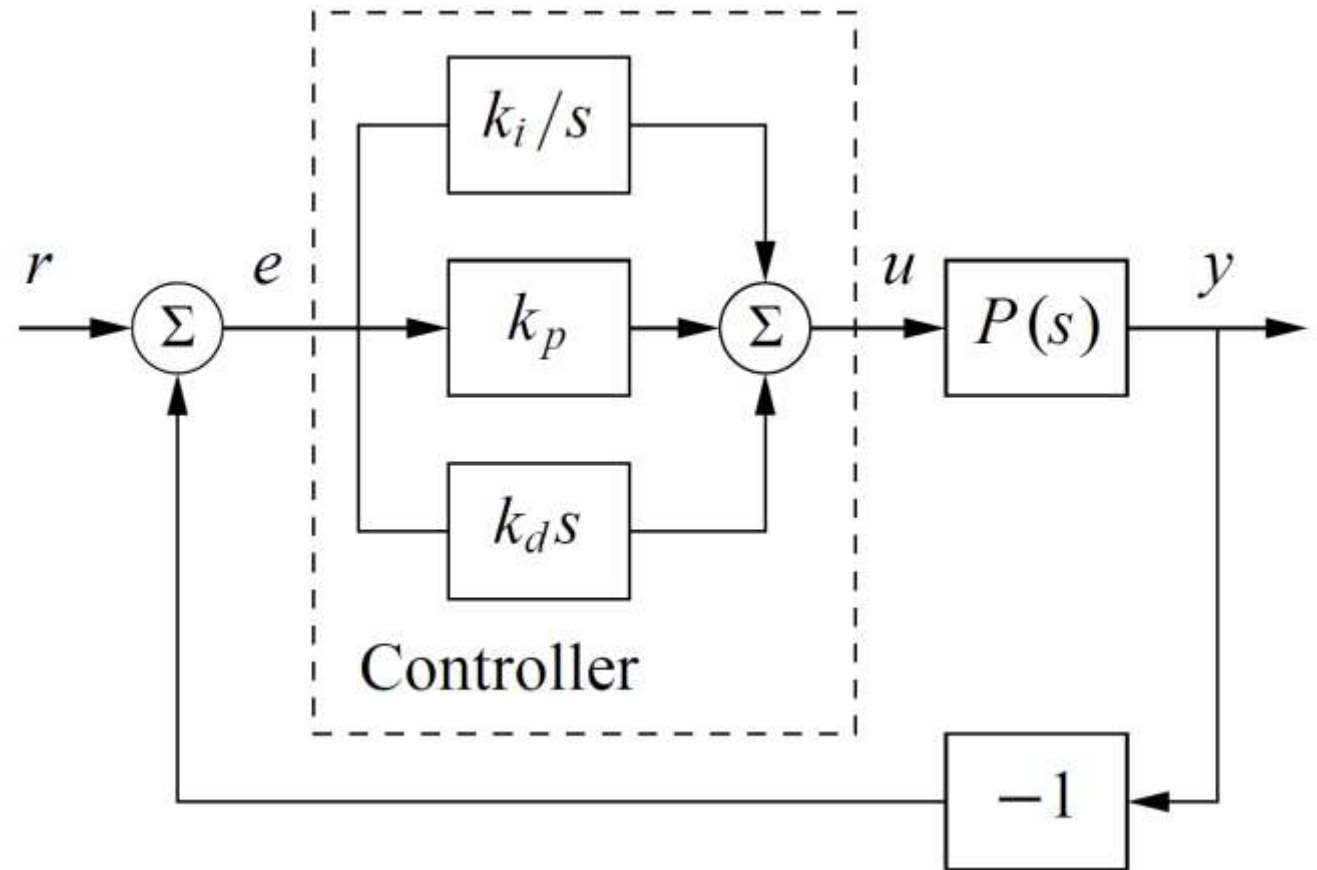 k_i/s
r
e
u
y
Σ
k_p
Σ
P(s)
k_d s
Controller
−1